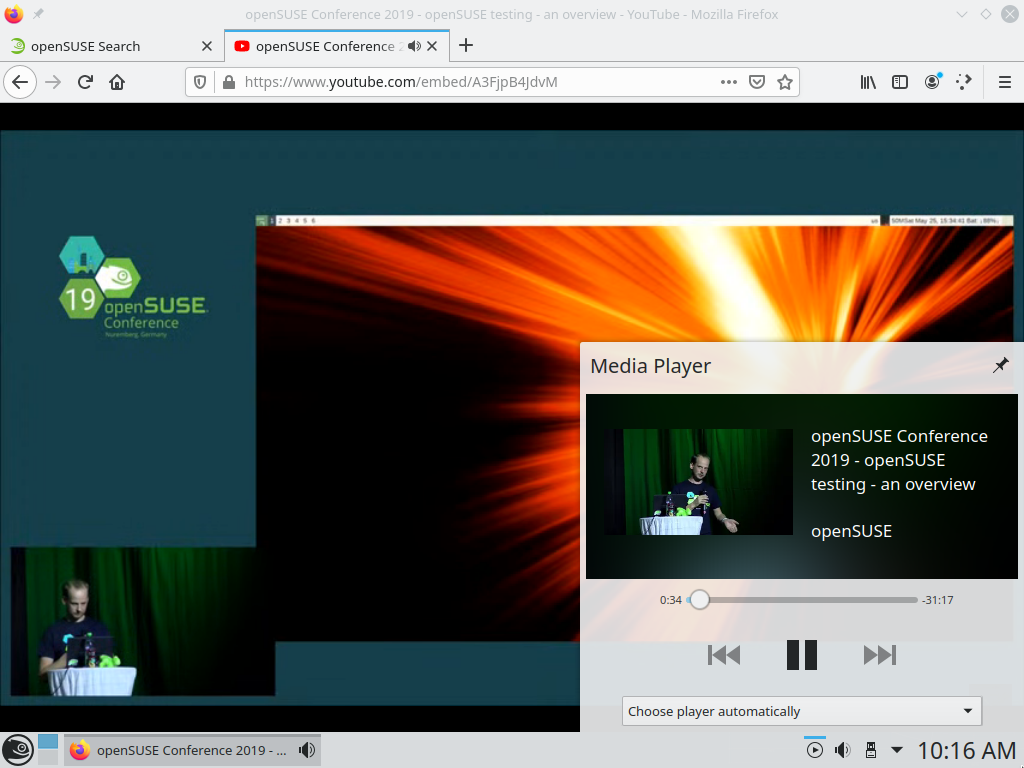 openSUSE Conference 2019 - openSUSE testing - an overview - YouTube - Mozilla Firefox
openSUSE Search
openSUSE Conference 2
https://www.youtube.com/embed/A3FjpB4JdvM
1 2 3 4 5 6
us
50MSat May 25, 15:34:41 Bat: ↓88%↓
19
openSUSE.
Conference
Nuremberg, Germany
Media Player
openSUSE Conference
2019 - openSUSE
testing - an overview
openSUSE
0:34
-31:17
Choose player automatically
openSUSE Conference 2019 - ...
10:16 AM